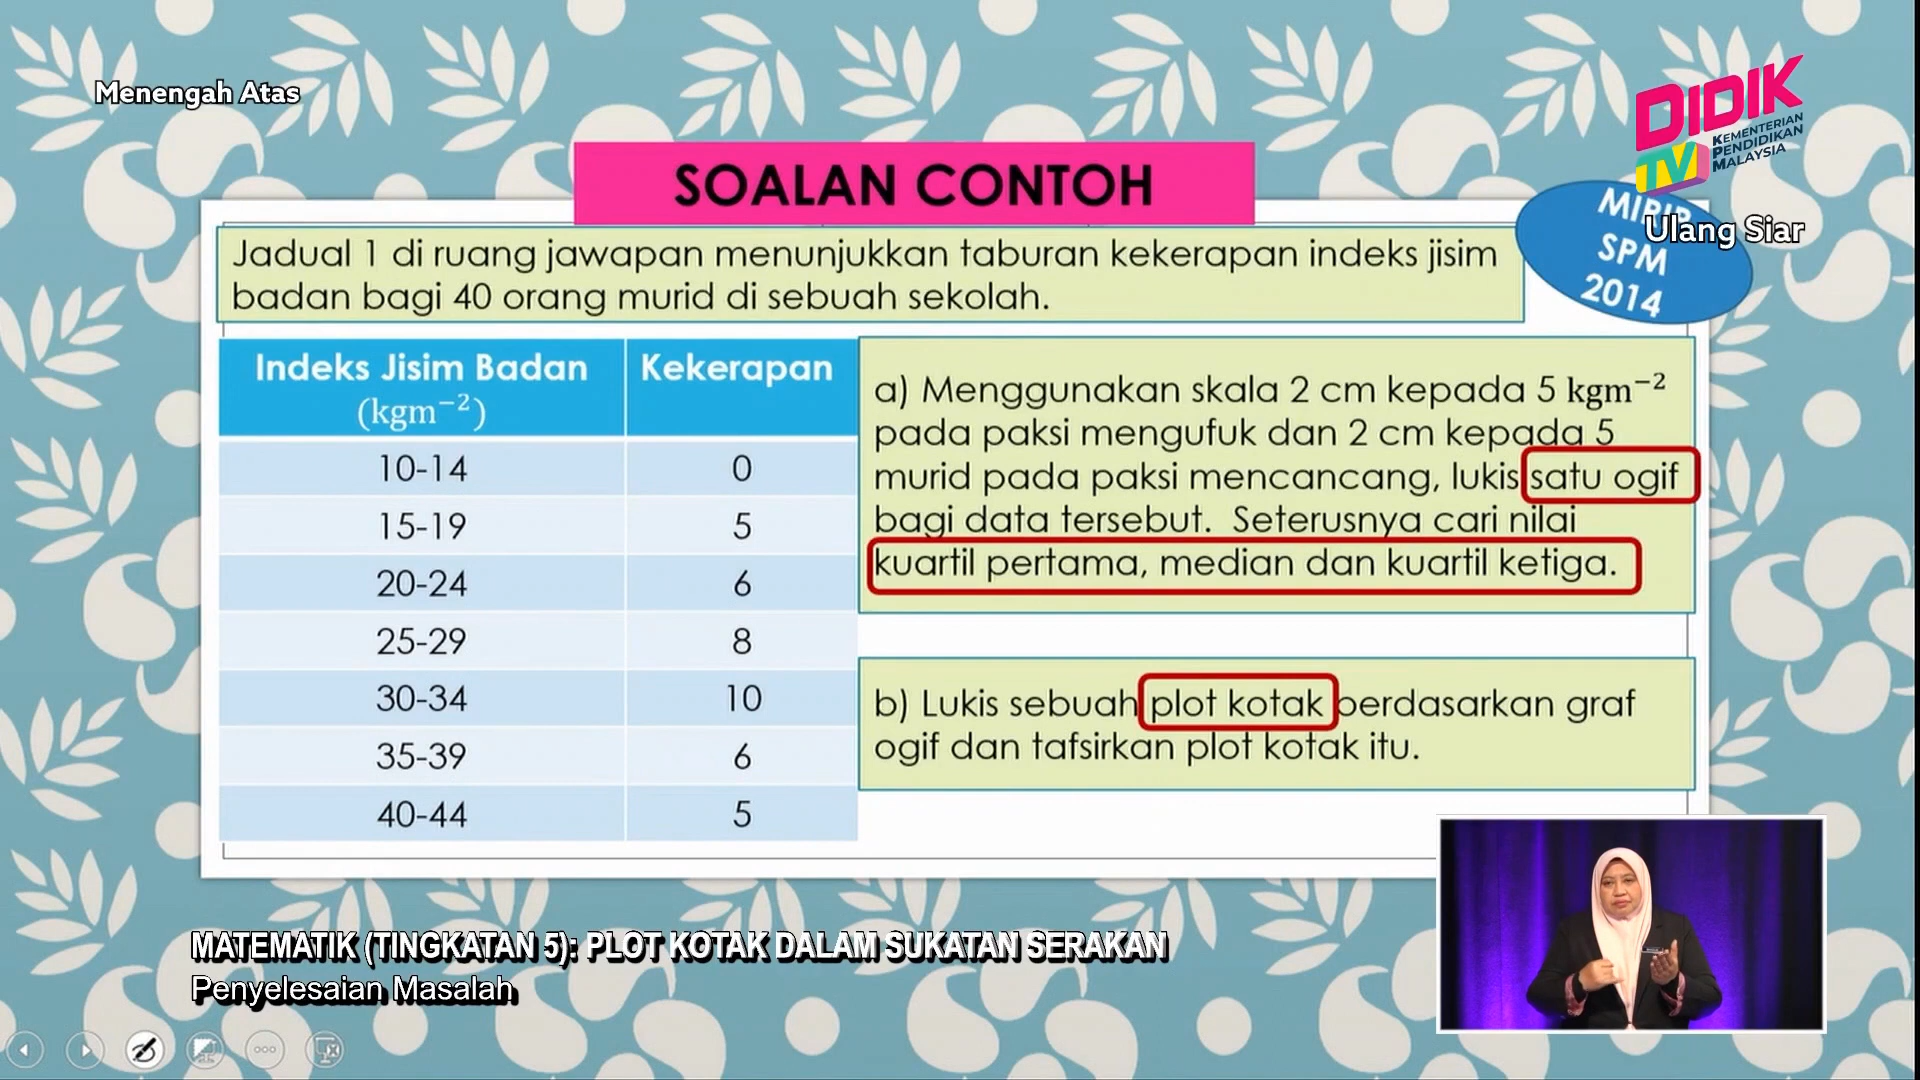 Menengah Atas
DIDIK
TV
KEMENTERIAN
PENDIDIKAN
MALAYSIA
Ulang Siar
SOALAN CONTOH
SPM
2014
Jadual 1 di ruang jawapan menunjukkan taburan kekerapan indeks jisim
badan bagi 40 orang murid di sebuah sekolah.
Indeks Jisim Badan Kekerapan
(kgm⁻²)
10-14 0
15-19 5
20-24 6
25-29 8
30-34 10
35-39 6
40-44 5
a) Menggunakan skala 2 cm kepada 5 kgm⁻²
pada paksi mengufuk dan 2 cm kepada 5
murid pada paksi mencancang, lukis satu ogif
bagi data tersebut. Seterusnya cari nilai
kuartil pertama, median dan kuartil ketiga.
b) Lukis sebuah plot kotak berdasarkan graf
ogif dan tafsirkan plot kotak itu.
MATEMATIK (TINGKATAN 5): PLOT KOTAK DALAM SUKATAN SERAKAN
Penyelesaian Masalah